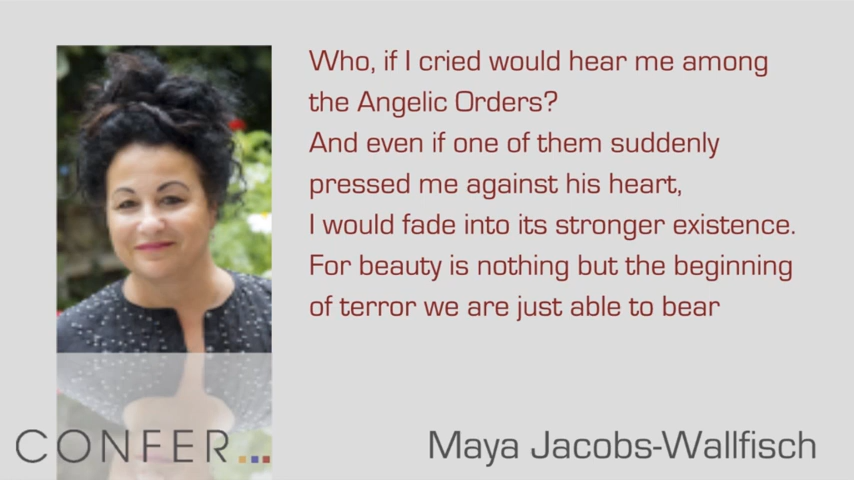 Who, if I cried would hear me among
the Angelic Orders?
And even if one of them suddenly
pressed me against his heart,
I would fade into its stronger existence.
For beauty is nothing but the beginning
of terror we are just able to bear
CONFER...
Maya Jacobs-Wallfisch